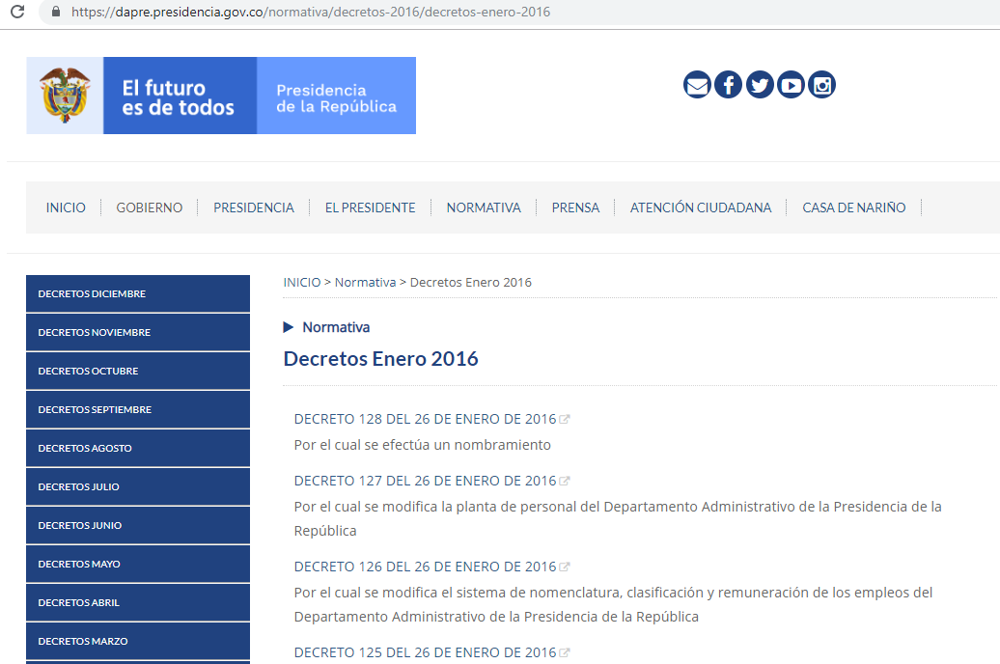 https://dapre.presidencia.gov.co/normativa/decretos-2016/decretos-enero-2016
El futuro
es de todos
Presidencia
de la República
INICIO
GOBIERNO
PRESIDENCIA
EL PRESIDENTE
NORMATIVA
PRENSA
ATENCIÓN CIUDADANA
CASA DE NARIÑO
DECRETOS DICIEMBRE
DECRETOS NOVIEMBRE
DECRETOS OCTUBRE
DECRETOS SEPTIEMBRE
DECRETOS AGOSTO
DECRETOS JULIO
DECRETOS JUNIO
DECRETOS MAYO
DECRETOS ABRIL
DECRETOS MARZO
INICIO > Normativa > Decretos Enero 2016
Normativa
Decretos Enero 2016
DECRETO 128 DEL 26 DE ENERO DE 2016
Por el cual se efectúa un nombramiento
DECRETO 127 DEL 26 DE ENERO DE 2016
Por el cual se modifica la planta de personal del Departamento Administrativo de la Presidencia de la
República
DECRETO 126 DEL 26 DE ENERO DE 2016
Por el cual se modifica el sistema de nomenclatura, clasificación y remuneración de los empleos del
Departamento Administrativo de la Presidencia de la República
DECRETO 125 DEL 26 DE ENERO DE 2016